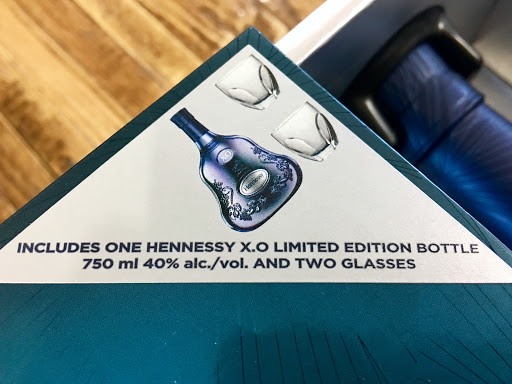 INCLUDES ONE HENNESSY X.O LIMITED EDITION BOTTLE
750 ml 40% alc./vol. AND TWO GLASSES